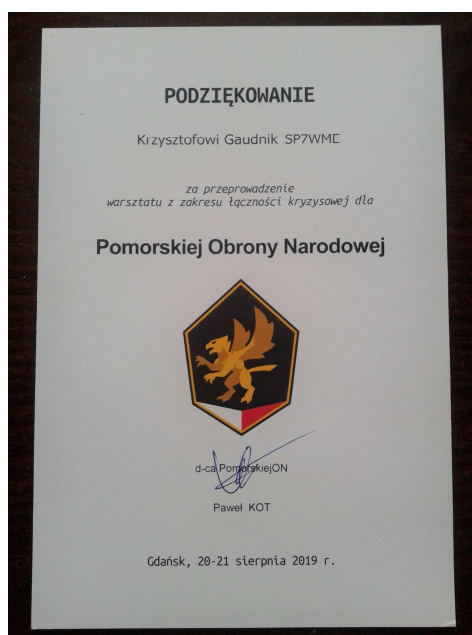 PODZIĘKOWANIE
Krzysztofowi Gaudnik SP7WME
za przeprowadzenie
warsztatu z zakresu łączności kryzysowej dla
Pomorskiej Obrony Narodowej
d-ca PomorskiejON
Paweł KOT
Gdańsk, 20-21 sierpnia 2019 r.